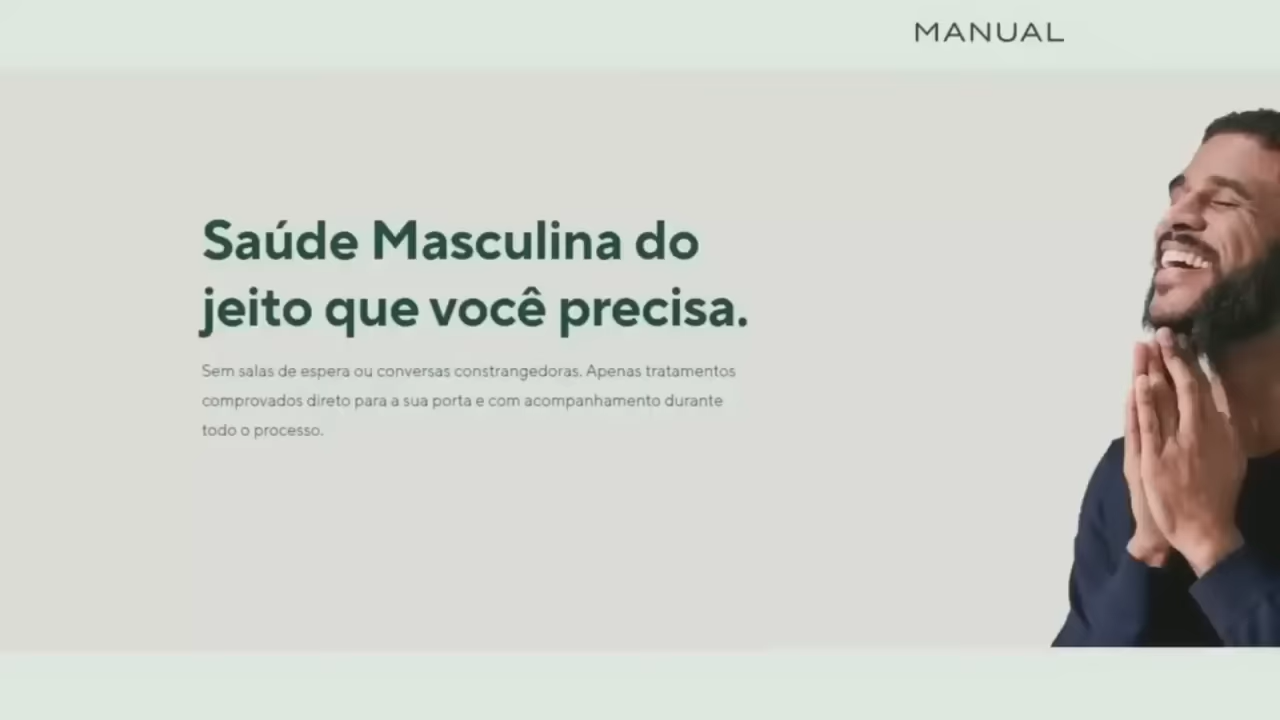 MANUAL
Saúde Masculina do
jeito que você precisa.
Sem salas de espera ou conversas constrangedoras. Apenas tratamentos
comprovados direto para a sua porta e com acompanhamento durante
todo o processo.